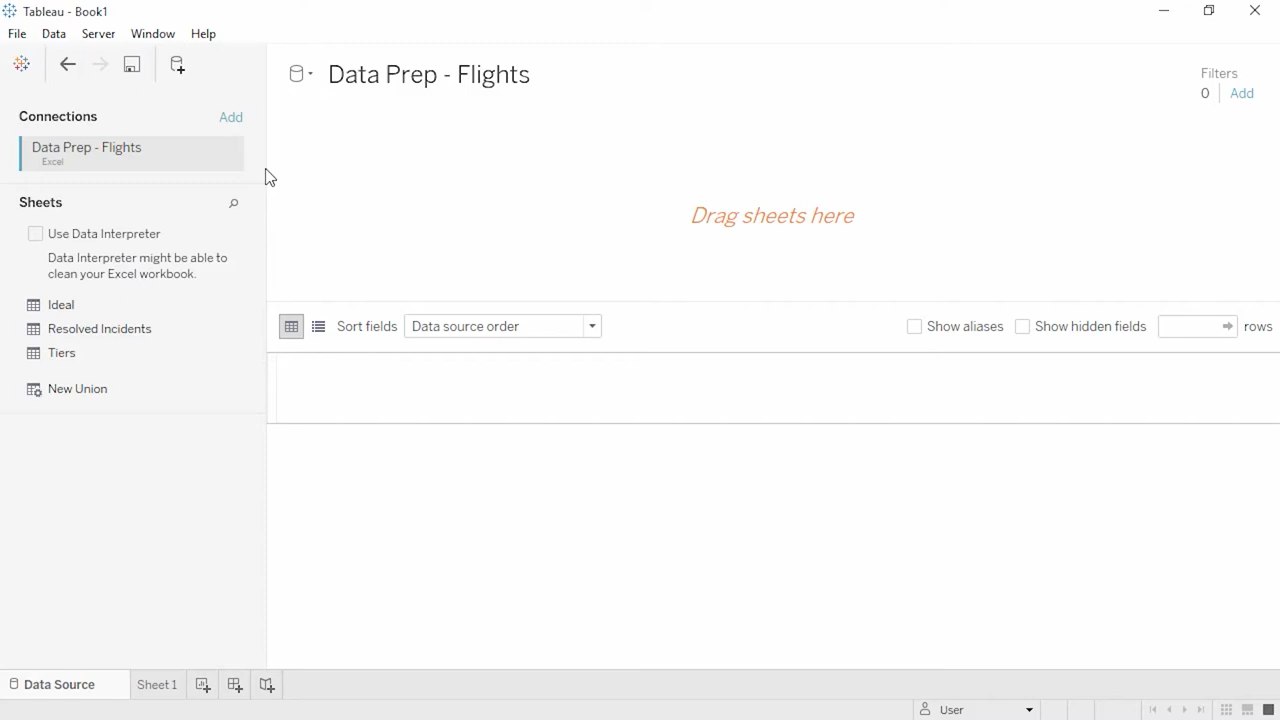 Tableau - Book1
File Data Server Window Help
Data Prep - Flights
Filters
0 Add
Connections Add
Data Prep - Flights
Excel
Drag sheets here
Sheets
Use Data Interpreter
Data Interpreter might be able to
clean your Excel workbook.
Ideal
Resolved Incidents
Tiers
New Union
Sort fields Data source order Show aliases Show hidden fields rows
Data Source Sheet 1
User